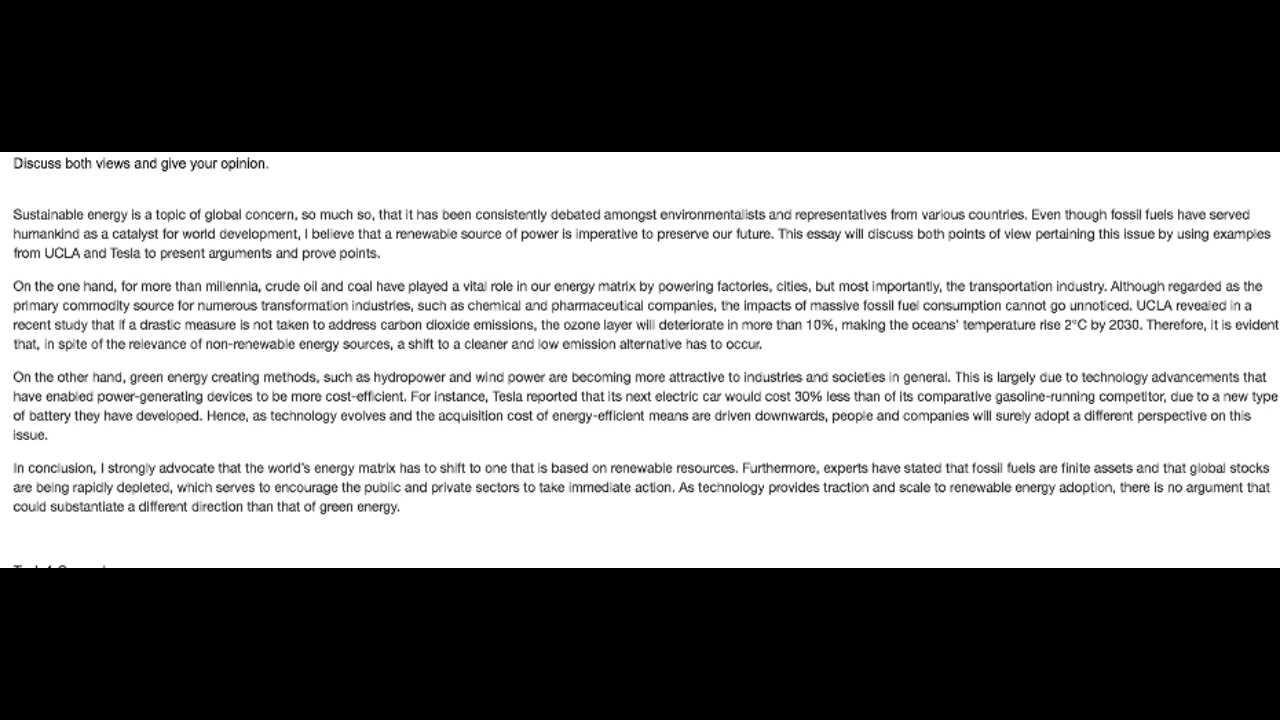 Discuss both views and give your opinion.
Sustainable energy is a topic of global concern, so much so, that it has been consistently debated amongst environmentalists and representatives from various countries. Even though fossil fuels have served
humankind as a catalyst for world development, I believe that a renewable source of power is imperative to preserve our future. This essay will discuss both points of view pertaining this issue by using examples
from UCLA and Tesla to present arguments and prove points.
On the one hand, for more than millennia, crude oil and coal have played a vital role in our energy matrix by powering factories, cities, but most importantly, the transportation industry. Although regarded as the
primary commodity source for numerous transformation industries, such as chemical and pharmaceutical companies, the impacts of massive fossil fuel consumption cannot go unnoticed. UCLA revealed in a
recent study that if a drastic measure is not taken to address carbon dioxide emissions, the ozone layer will deteriorate in more than 10%, making the oceans' temperature rise 2°C by 2030. Therefore, it is evident
that, in spite of the relevance of non-renewable energy sources, a shift to a cleaner and low emission alternative has to occur.
On the other hand, green energy creating methods, such as hydropower and wind power are becoming more attractive to industries and societies in general. This is largely due to technology advancements that
have enabled power-generating devices to be more cost-efficient. For instance, Tesla reported that its next electric car would cost 30% less than of its comparative gasoline-running competitor, due to a new type
of battery they have developed. Hence, as technology evolves and the acquisition cost of energy-efficient means are driven downwards, people and companies will surely adopt a different perspective on this
issue.
In conclusion, I strongly advocate that the world's energy matrix has to shift to one that is based on renewable resources. Furthermore, experts have stated that fossil fuels are finite assets and that global stocks
are being rapidly depleted, which serves to encourage the public and private sectors to take immediate action. As technology provides traction and scale to renewable energy adoption, there is no argument that
could substantiate a different direction than that of green energy.